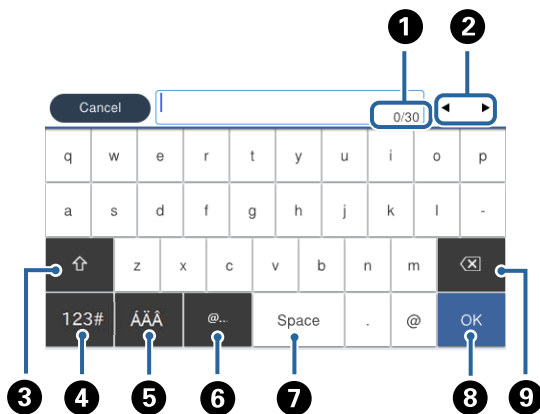 1 2
Cancel 0/30
q w e r t y u i o p
a s d f g h j k l -
z x c v b n m
123# ÁÄÂ @... Space . @ OK
3 4 5 6 7 8 9